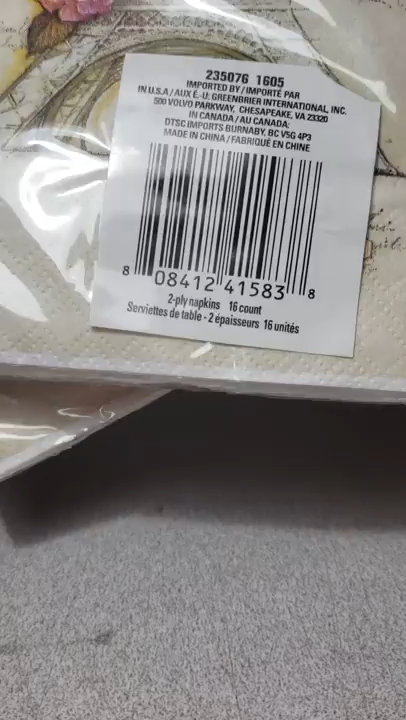 235076 1605
IMPORTED BY / IMPORTÉ PAR
IN U.S.A / AUX É.-U: GREENBRIER INTERNATIONAL, INC.
500 VOLVO PARKWAY, CHESAPEAKE, VA 23320
IN CANADA / AU CANADA:
DTSC IMPORTS BURNABY, BC V5G 4P3
MADE IN CHINA / FABRIQUÉ EN CHINE
8 08412 41583 8
2-ply napkins 16 count
Serviettes de table - 2 épaisseurs 16 unités